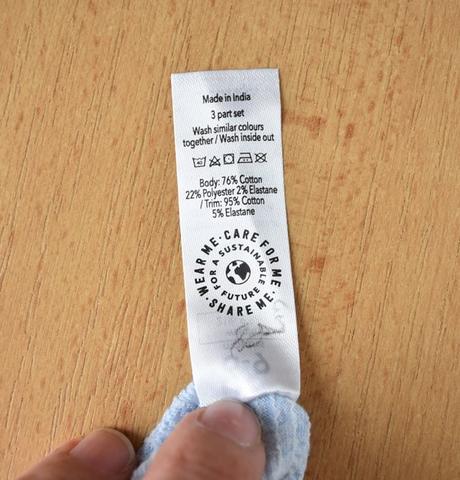 Made in India
3 part set
Wash similar colours
together / Wash inside out
Body: 76% Cotton
22% Polyester 2% Elastane
/ Trim: 95% Cotton
5% Elastane
WEAR ME · CARE FOR ME · SHARE ME ·
FOR A SUSTAINABLE FUTURE